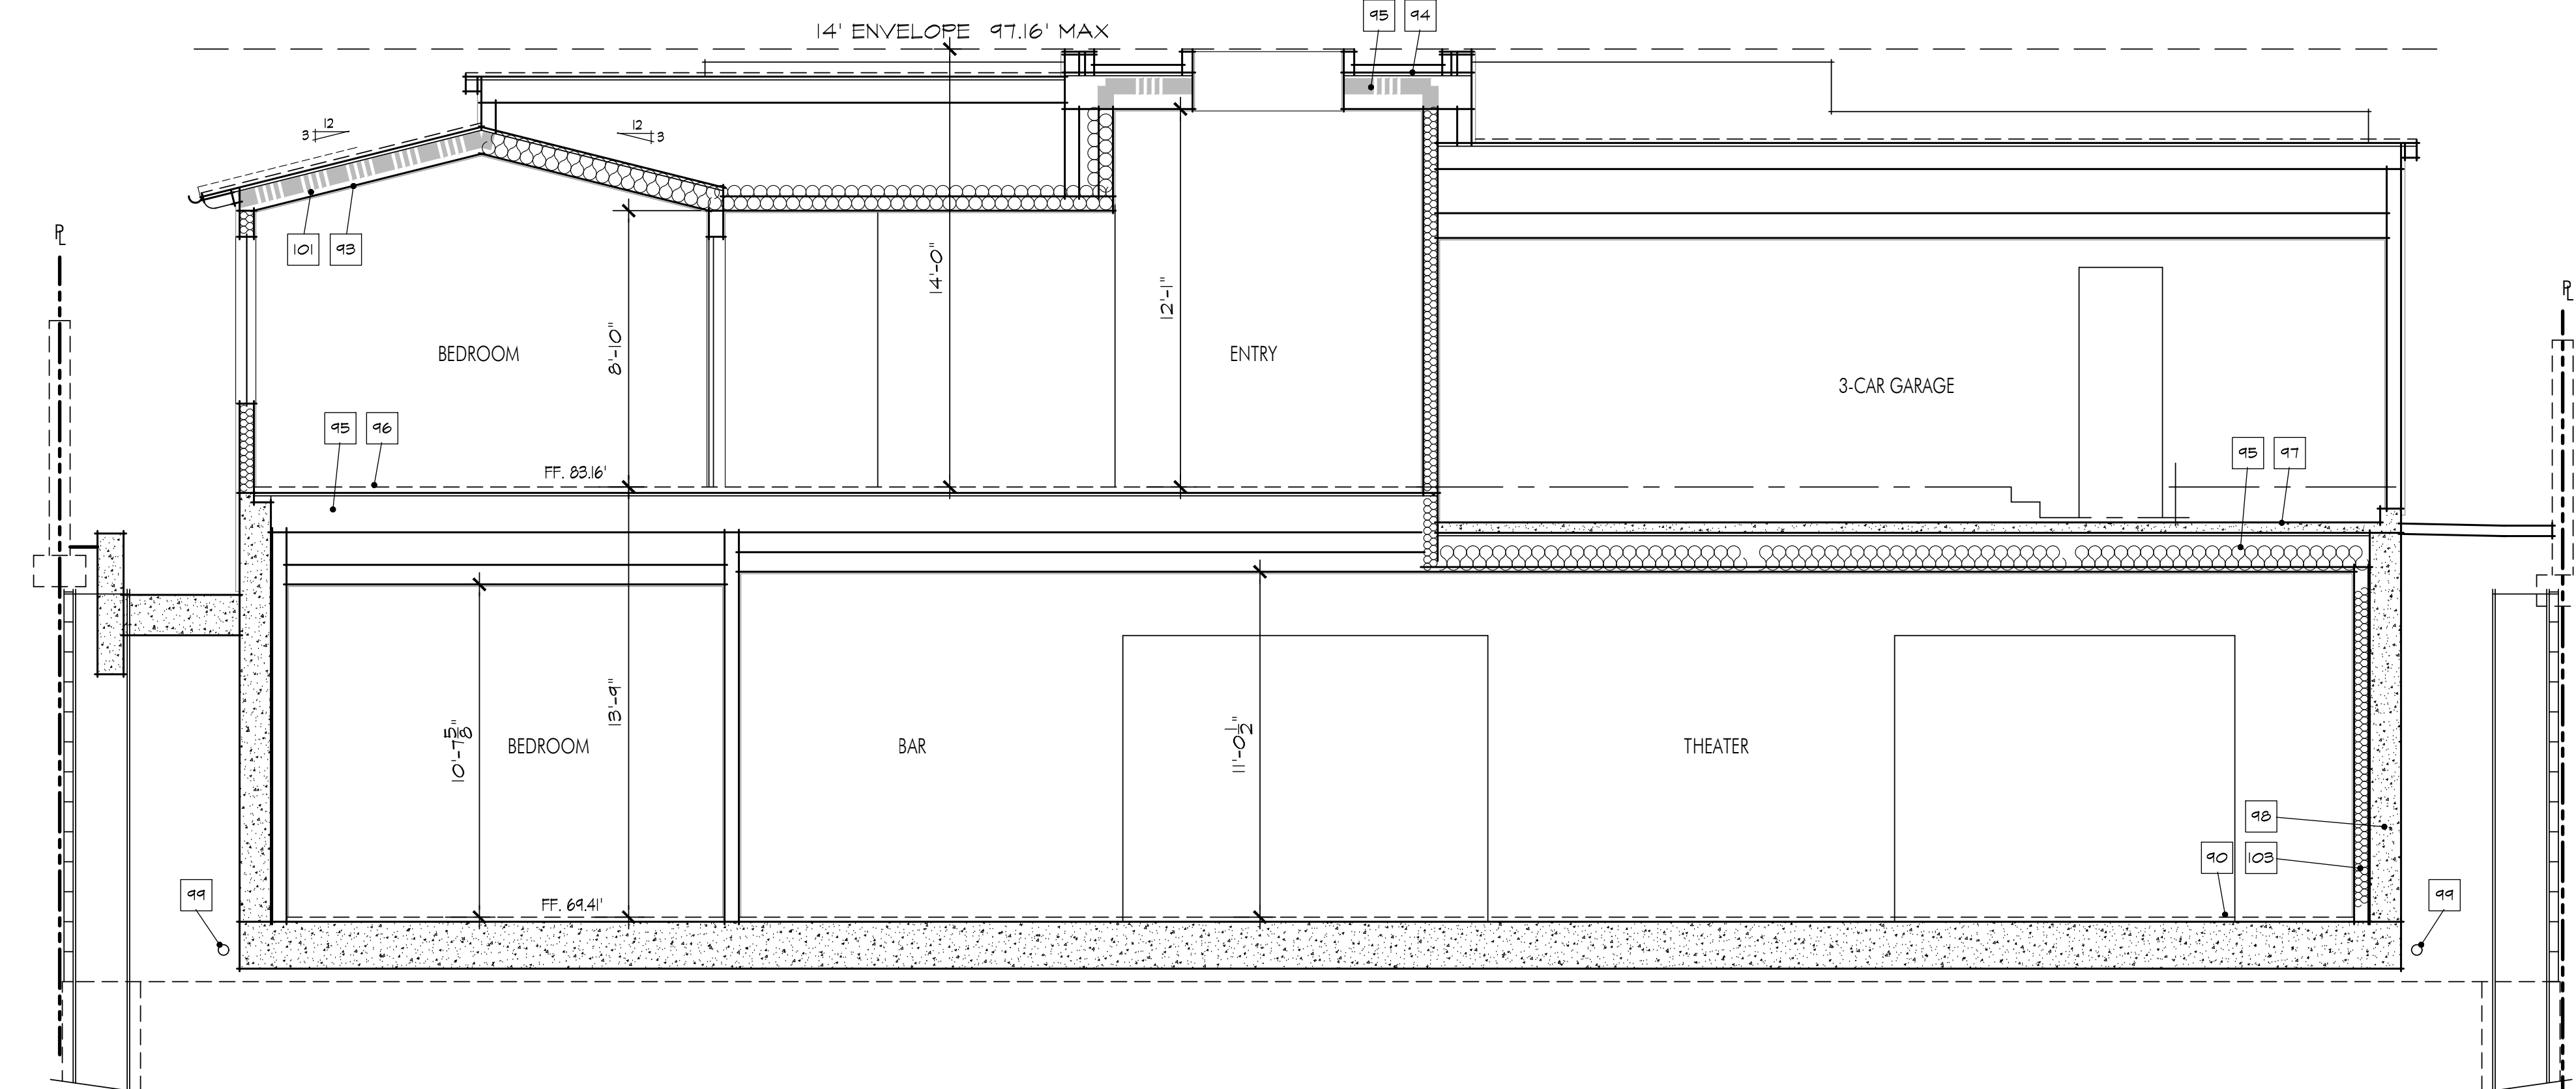 95 94
14' ENVELOPE 97.16' MAX
12
3
12
3
PL
101 93
14'-0"
12'-1"
PL
8'-10"
BEDROOM
ENTRY
3-CAR GARAGE
95 96
95 97
FF. 83.16'
13'-9"
10'-7 5/8"
BEDROOM
BAR
11'-0 1/2"
THEATER
98
90 103
99
FF. 69.41'
99